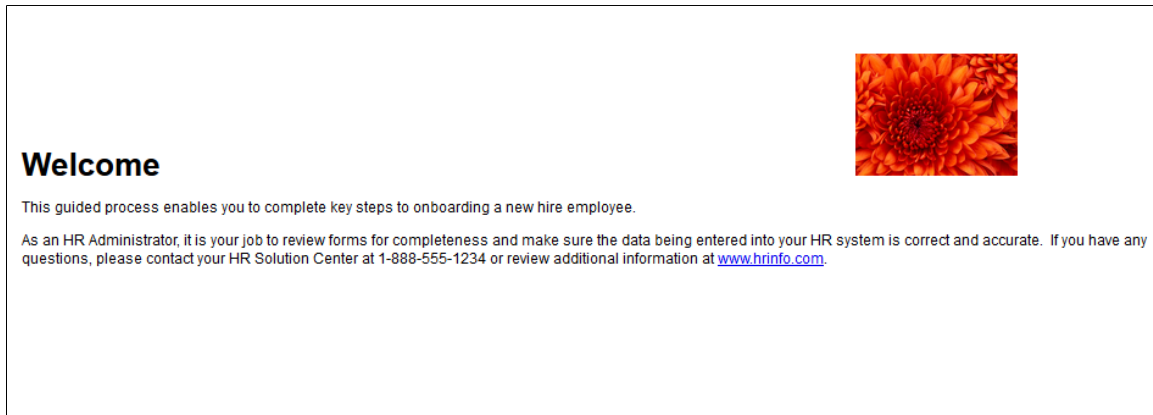 Welcome
This guided process enables you to complete key steps to onboarding a new hire employee.
As an HR Administrator, it is your job to review forms for completeness and make sure the data being entered into your HR system is correct and accurate.  If you have any
questions, please contact your HR Solution Center at 1-888-555-1234 or review additional information at www.hrinfo.com.